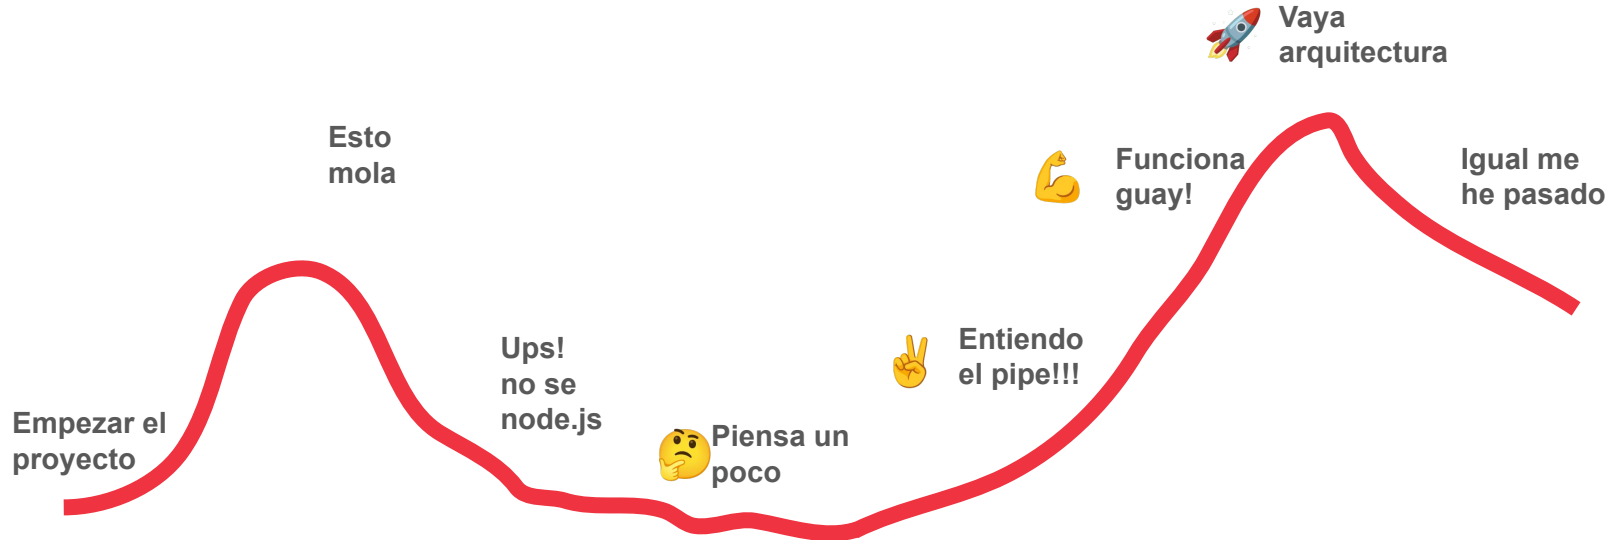 Empezar el
proyecto
Esto
mola
Ups!
no se
node.js
Piensa un
poco
Entiendo
el pipe!!!
Funciona
guay!
Vaya
arquitectura
Igual me
he pasado